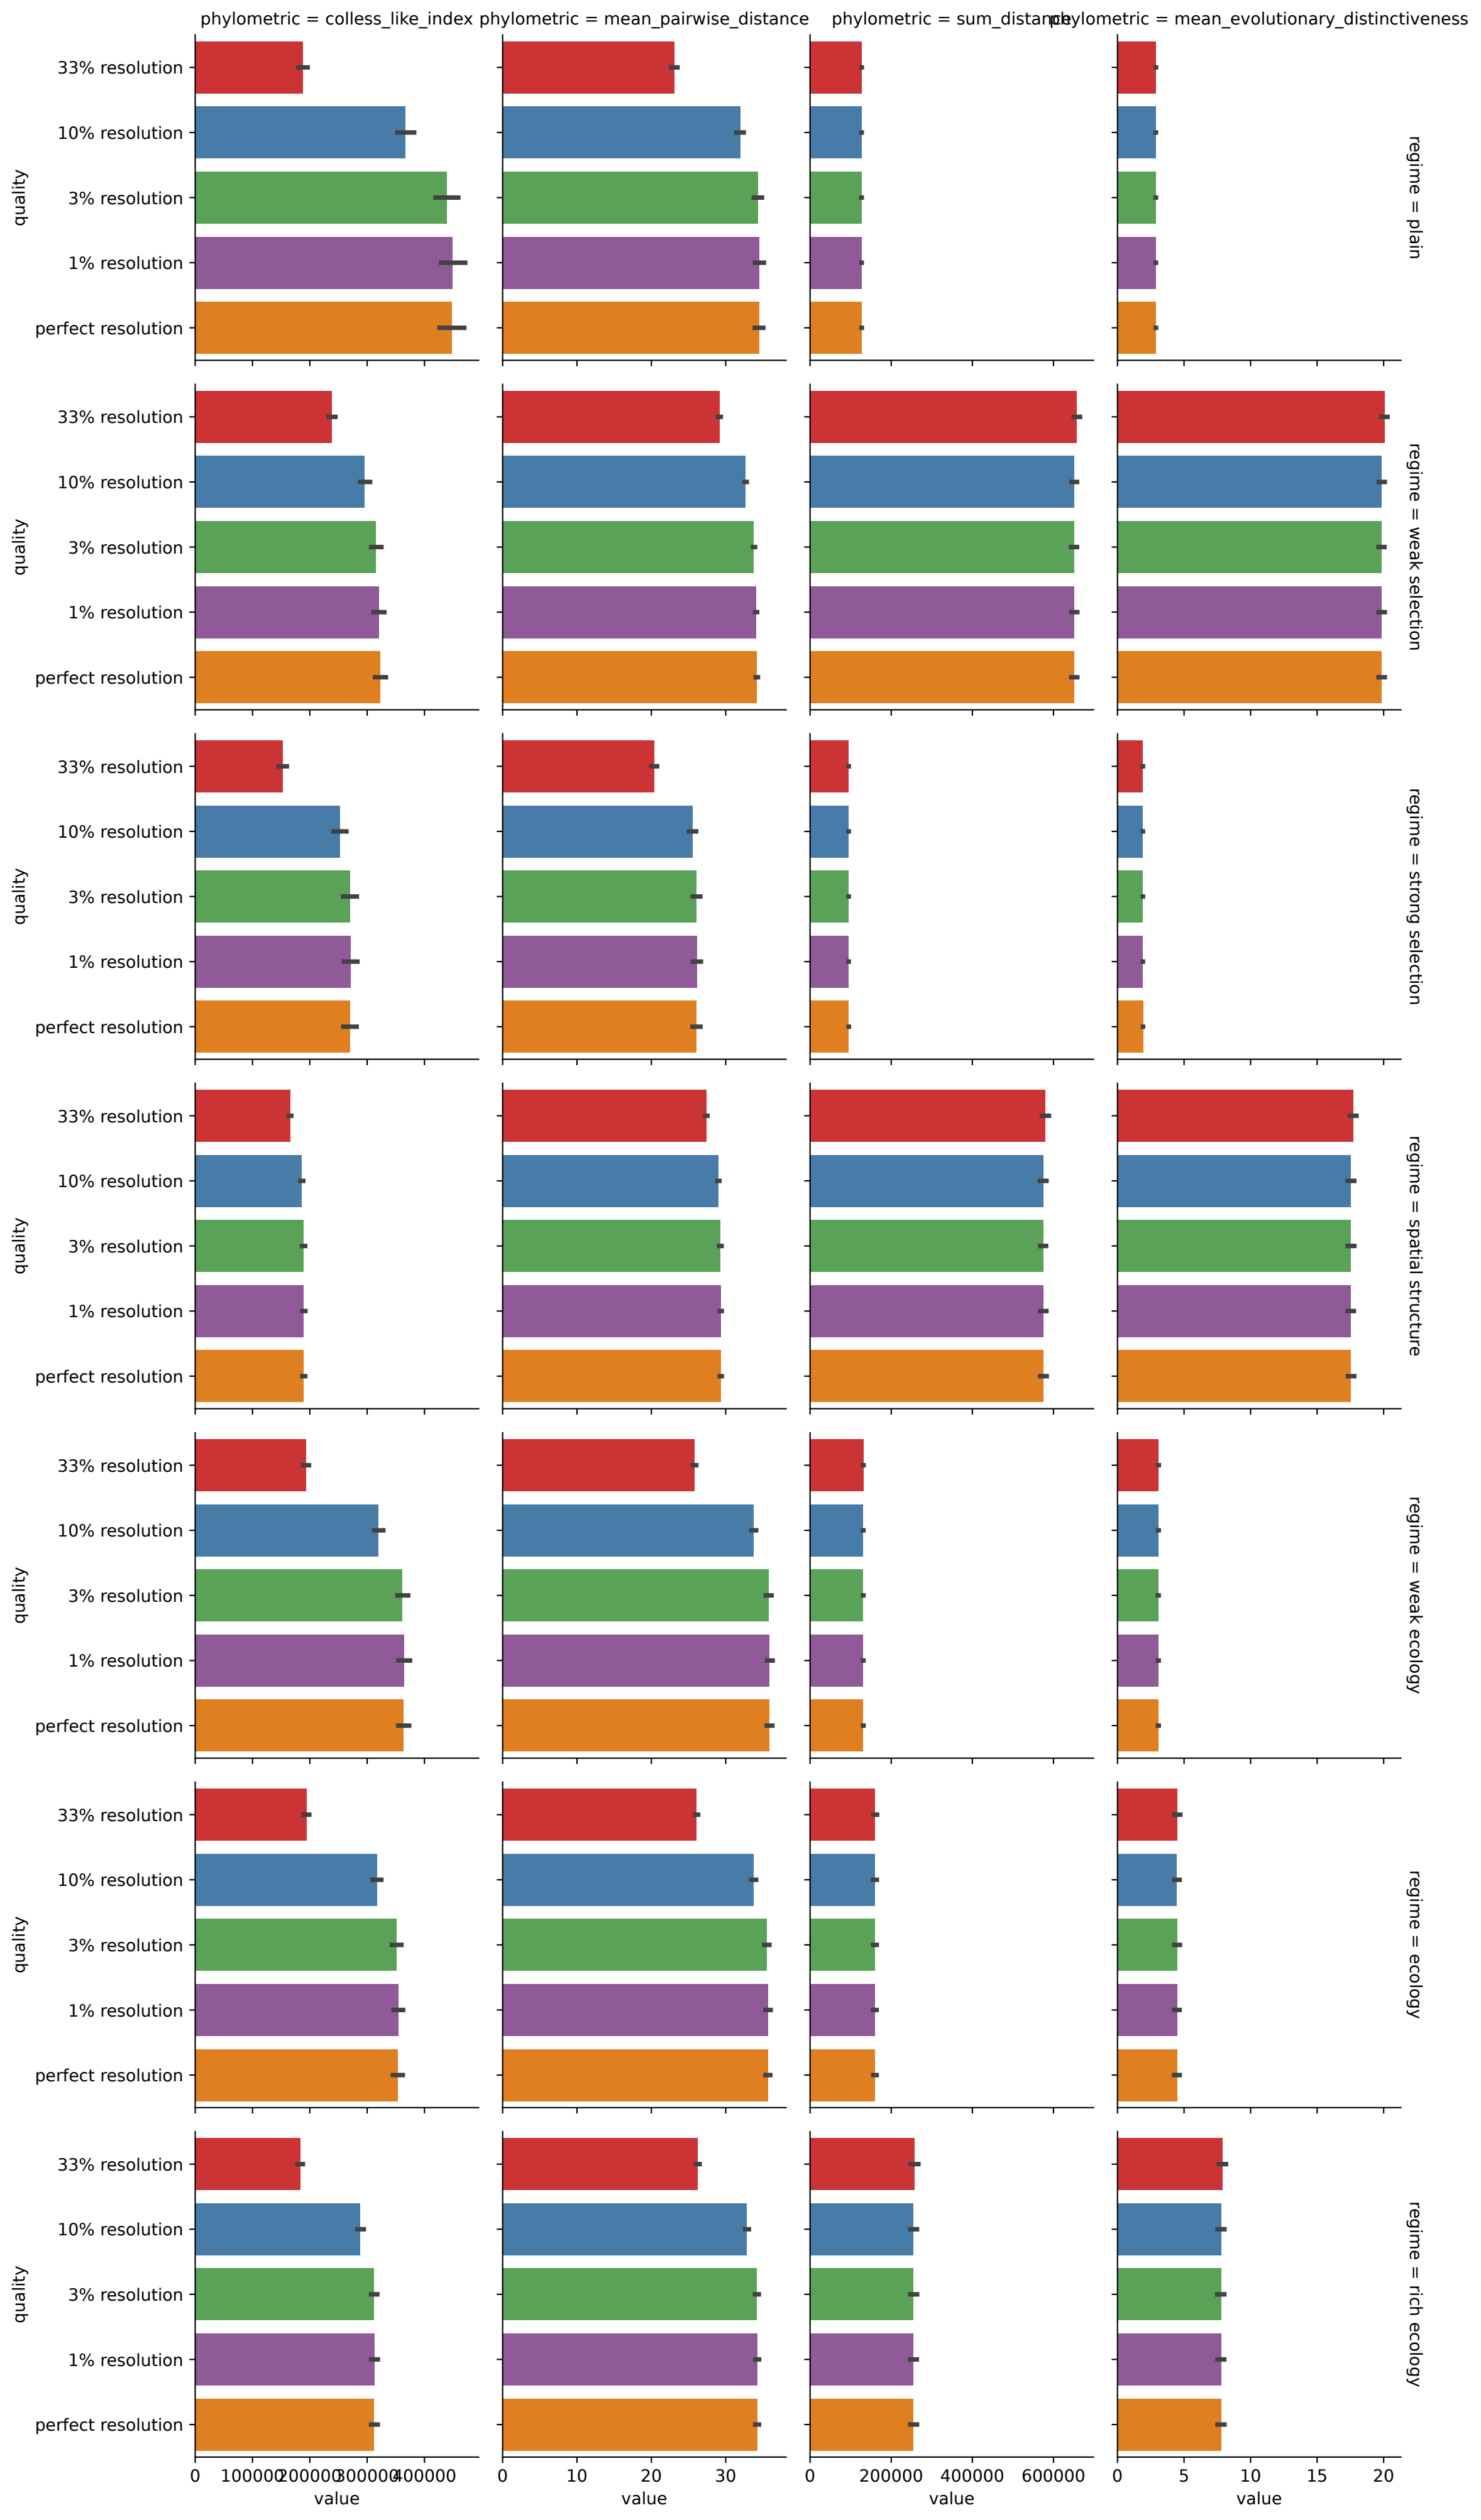 phylometric = colless_like_index
phylometric = mean_pairwise_distance
phylometric = sum_distance
phylometric = mean_evolutionary_distinctiveness
33% resolution
10% resolution
3% resolution
1% resolution
perfect resolution
quality
regime = plain
33% resolution
10% resolution
3% resolution
1% resolution
perfect resolution
quality
regime = weak selection
33% resolution
10% resolution
3% resolution
1% resolution
perfect resolution
quality
regime = strong selection
33% resolution
10% resolution
3% resolution
1% resolution
perfect resolution
quality
regime = spatial structure
33% resolution
10% resolution
3% resolution
1% resolution
perfect resolution
quality
regime = weak ecology
33% resolution
10% resolution
3% resolution
1% resolution
perfect resolution
quality
regime = ecology
33% resolution
10% resolution
3% resolution
1% resolution
perfect resolution
quality
regime = rich ecology
0 100000 200000 300000 400000
0 10 20 30
0 200000 400000 600000
0 5 10 15 20
value
value
value
value